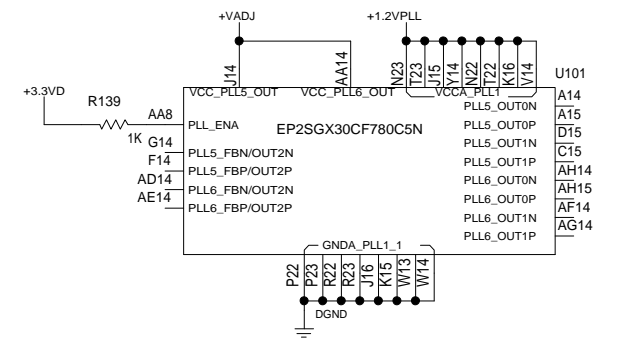 +VADJ
+1.2VPLL
J14
AA14
N23
T23
J15
Y14
N22
T22
K16
V14
U101
+3.3VD
VCC_PLL5_OUT
VCC_PLL6_OUT
VCCA_PLL1
A14
R139
PLL5_OUT0N
A15
AA8
PLL_ENA
EP2SGX30CF780C5N
PLL5_OUT0P
D15
1K
G14
PLL5_OUT1N
C15
PLL5_FBN/OUT2N
F14
PLL5_OUT1P
AH14
PLL5_FBP/OUT2P
AD14
PLL6_OUT0N
AH15
PLL6_FBN/OUT2N
AE14
PLL6_OUT0P
AF14
PLL6_FBP/OUT2P
PLL6_OUT1N
AG14
PLL6_OUT1P
GNDA_PLL1_1
P22
P23
R22
R23
J16
K15
W13
W14
DGND